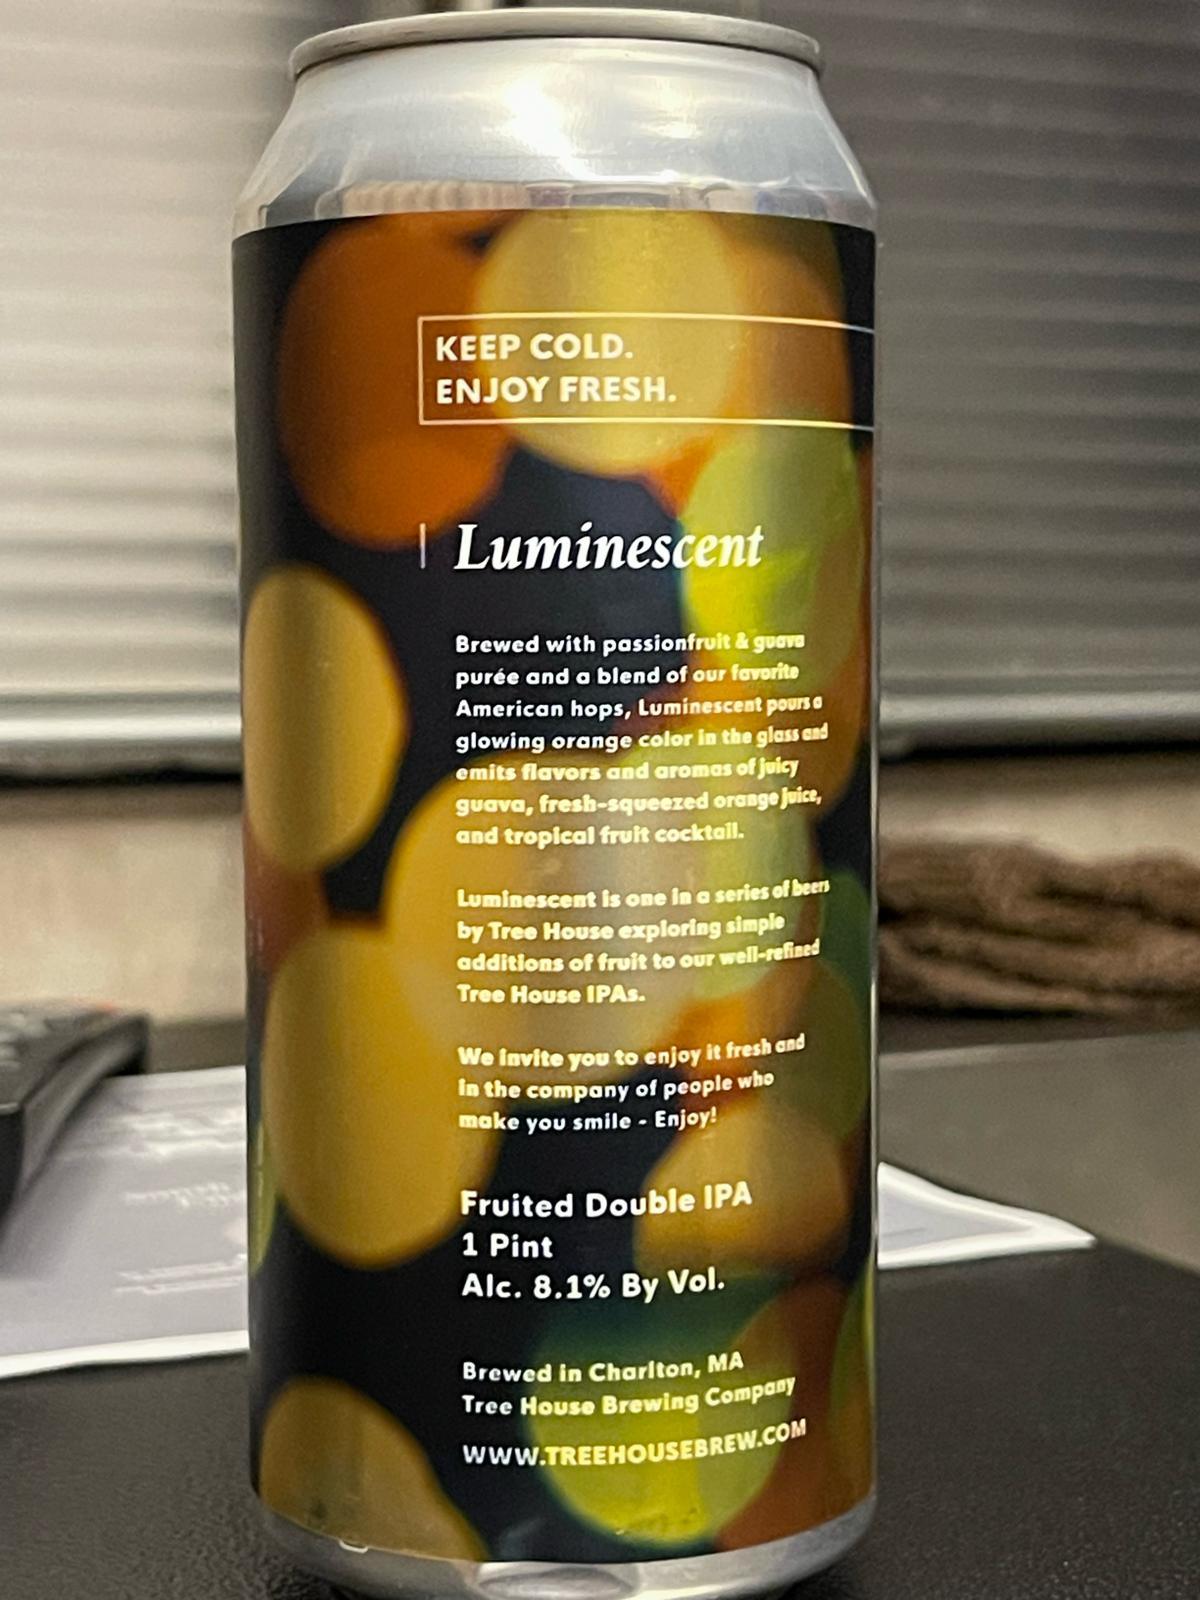 KEEP COLD.
ENJOY FRESH.
Luminescent
Brewed with passionfruit & guava
purée and a blend of our favorite
American hops, Luminescent pours a
glowing orange color in the glass and
emits flavors and aromas of juicy
guava, fresh-squeezed orange juice,
and tropical fruit cocktail.
Luminescent is one in a series of beers
by Tree House exploring simple
additions of fruit to our well-refined
Tree House IPAs.
We invite you to enjoy it fresh and
in the company of people who
make you smile - Enjoy!
Fruited Double IPA
1 Pint
Alc. 8.1% By Vol.
Brewed in Charlton, MA
Tree House Brewing Company
WWW.TREEHOUSEBREW.COM